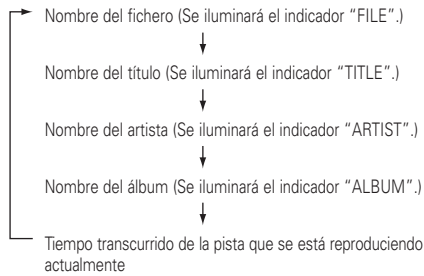 Nombre del fichero (Se iluminará el indicador “FILE”.)
Nombre del título (Se iluminará el indicador “TITLE”.)
Nombre del artista (Se iluminará el indicador “ARTIST”.)
Nombre del álbum (Se iluminará el indicador “ALBUM”.)
Tiempo transcurrido de la pista que se está reproduciendo
actualmente